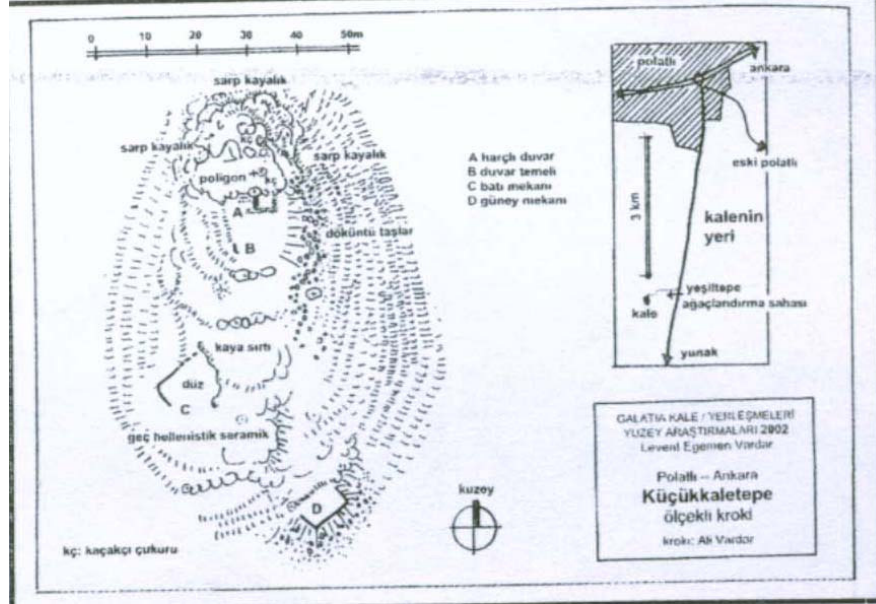 0 10 20 30 40 50m
sarp kayalık
sarp kayalık
sarp kayalık
kç
poligon
kç
A
B
döküntü taşlar
kaya sırtı
düz
C
geç hellenistik seramik
D
kç: kaçakçı çukuru
kuzey
A harçlı duvar
B duvar temeli
C batı mekanı
D güney mekanı
polatlı
ankara
eski polatlı
3 km
kalenin
yeri
yeşiltepe
ağaçlandırma sahası
kale
yunak
GALATIA KALE / YERLEŞMELERİ
YÜZEY ARAŞTIRMALARI 2002
Levent Egemen Vardar
Polatlı – Ankara
Küçükkaletepe
ölçekli kroki
kroki: Ali Vardar